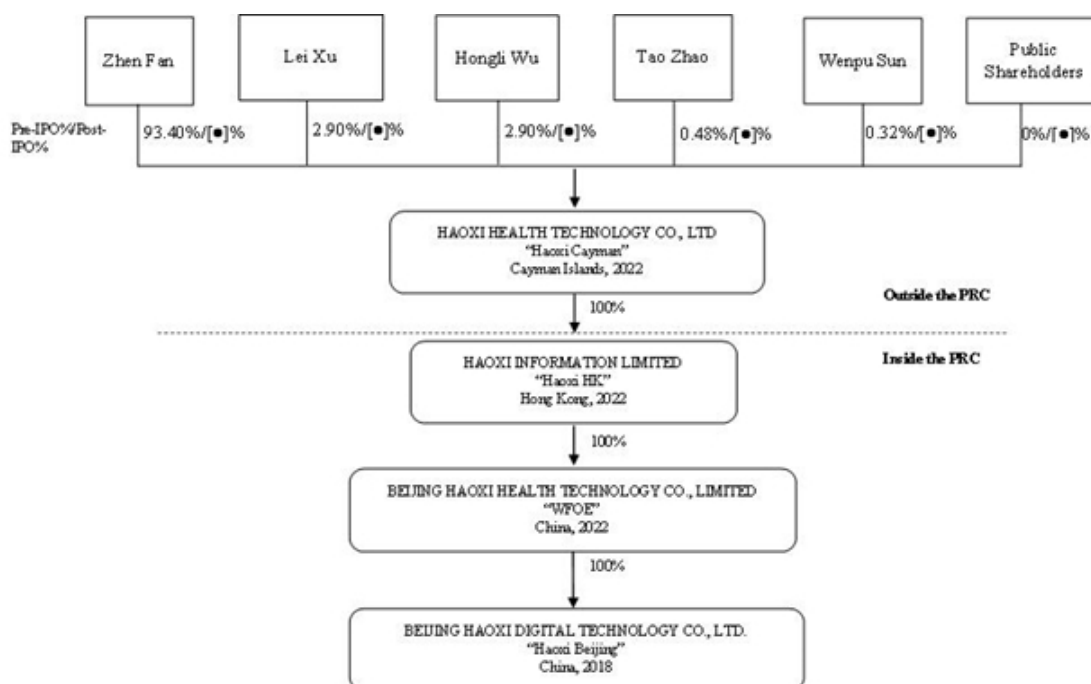 Zhen Fan
Lei Xu
Hongli Wu
Tao Zhao
Wenpu Sun
Public
Shareholders
Pre-IPO%/Post-
IPO%
93.40%/[●]%
2.90%/[●]%
2.90%/[●]%
0.48%/[●]%
0.32%/[●]%
0%/[●]%
HAOXI HEALTH TECHNOLOGY CO., LTD
“Haoxi Cayman”
Cayman Islands, 2022
100%
Outside the PRC
Inside the PRC
HAOXI INFORMATION LIMITED
“Haoxi HK”
Hong Kong, 2022
100%
BEIJING HAOXI HEALTH TECHNOLOGY CO., LIMITED
“WFOE”
China, 2022
100%
BEIJING HAOXI DIGITAL TECHNOLOGY CO., LTD.
“Haoxi Beijing”
China, 2018